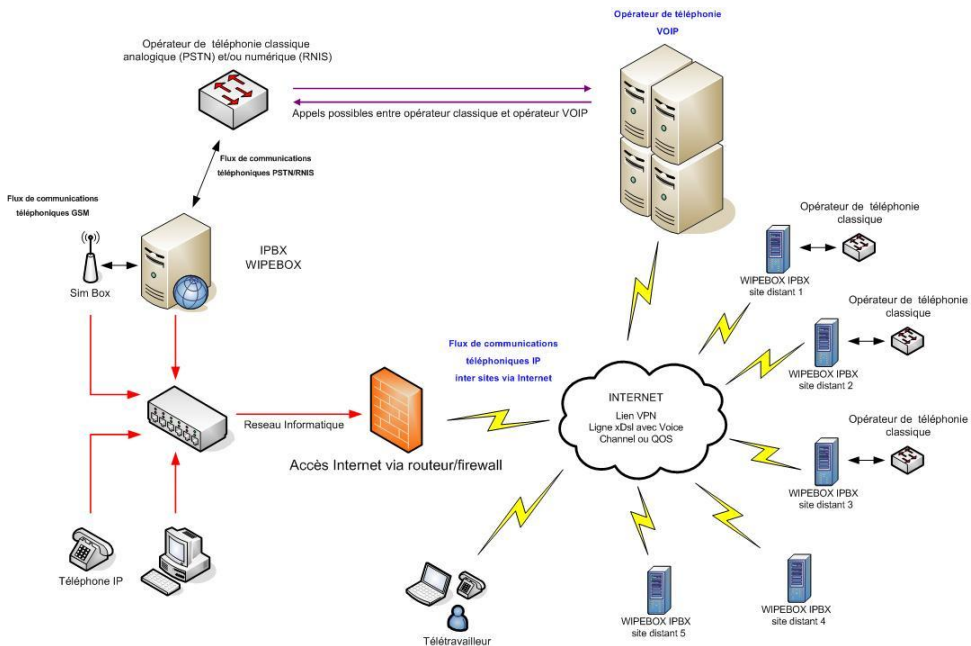 Opérateur de téléphonie
VOIP
Opérateur de téléphonie classique
analogique (PSTN) et/ou numérique (RNIS)
Appels possibles entre opérateur classique et opérateur VOIP
Flux de communications
téléphoniques PSTN/RNIS
Flux de communications
téléphoniques GSM
Sim Box
IPBX
WIPEBOX
Opérateur de téléphonie
classique
WIPEBOX IPBX
site distant 1
Opérateur de téléphonie
classique
WIPEBOX IPBX
site distant 2
Flux de communications
téléphoniques IP
inter sites via Internet
INTERNET
Lien VPN
Ligne xDsl avec Voice
Channel ou QOS
Opérateur de téléphonie
classique
WIPEBOX IPBX
site distant 3
Reseau Informatique
Accès Internet via routeur/firewall
Téléphone IP
Télétravailleur
WIPEBOX IPBX
site distant 5
WIPEBOX IPBX
site distant 4